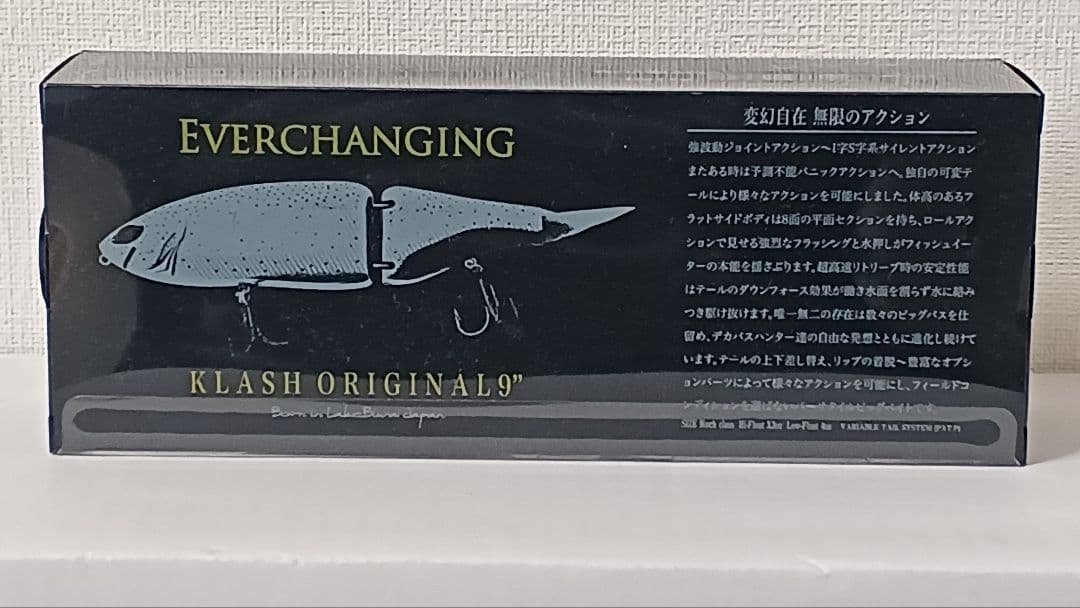 EVERCHANGING
KLASH ORIGINAL 9”
Born in Lake Biwa Japan
変幻自在 無限のアクション
強波動ジョイントアクション〜I字S字系サイレントアクション
またある時は予測不能パニックアクションへ。独自の可変テ
ールにより様々なアクションを可能にしました。体高のあるフ
ラットサイドボディは8面の平面セクションを持ち、ロールアク
ションで見せる強烈なフラッシングと水押しがフィッシュイー
ターの本能を揺さぶります。超高速リトリーブ時の安定性能
はテールのダウンフォース効果が働き水面を割らず水に絡み
つき駆け抜けます。唯一無二の存在は数々のビッグバスを仕
留め、デカバスハンター達の自由な発想とともに進化し続けて
います。テールの上下差し替え、リップの着脱〜豊富なオプシ
ョンパーツによって様々なアクションを可能にし、フィールドコ
ンディションを選ばないバーサタイルビッグベイトです。
SIZE 9inch class Hi-Float Low-Float 4oz VARIABLE TAIL SYSTEM (PAT.P)